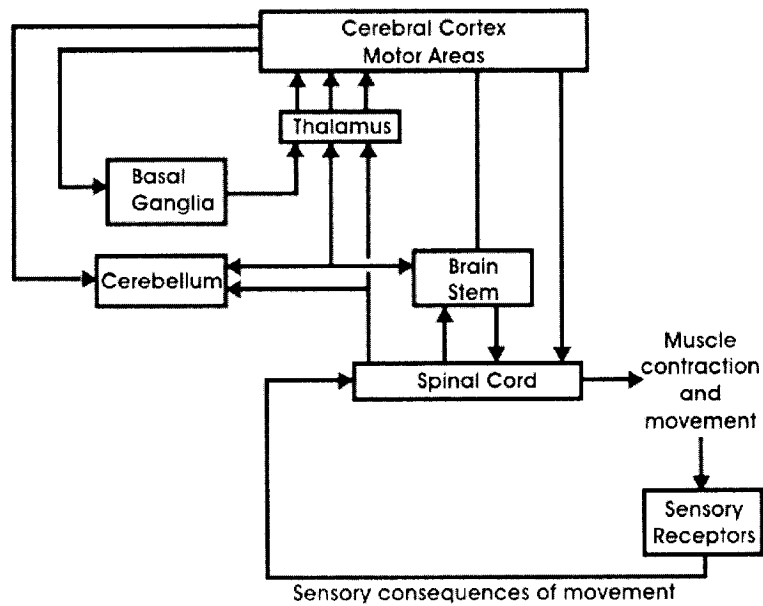 Cerebral Cortex
Motor Areas
Thalamus
Basal
Ganglia
Cerebellum
Brain
Stem
Spinal Cord
Muscle
contraction
and
movement
Sensory
Receptors
Sensory consequences of movement